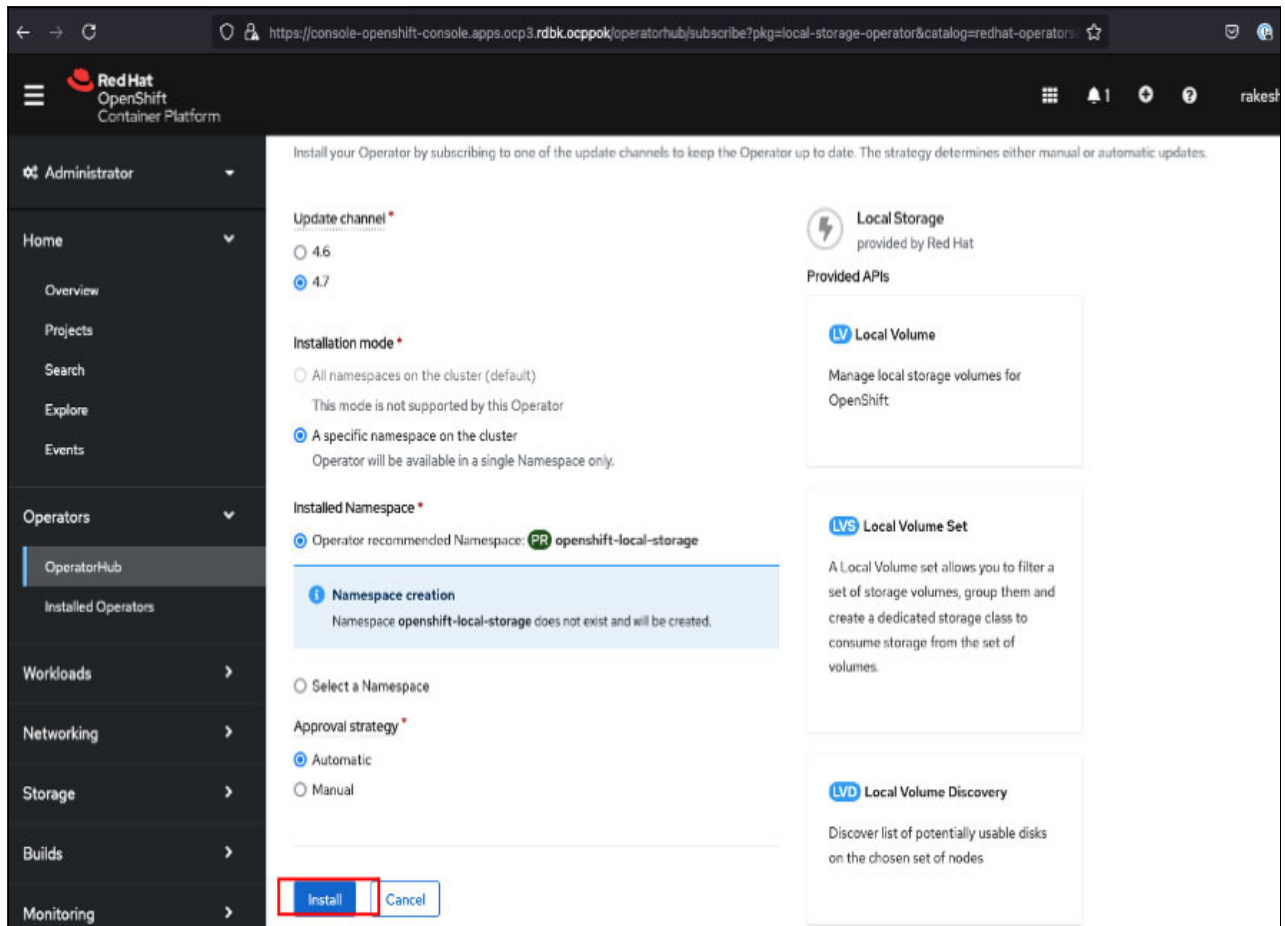 https://console-openshift-console.apps.ocp3.rdbk.ocppok/operatorhub/subscribe?pkg=local-storage-operator&catalog=redhat-operators
Red Hat
OpenShift
Container Platform
1
rakesh
Administrator
Home
Overview
Projects
Search
Explore
Events
Operators
OperatorHub
Installed Operators
Workloads
Networking
Storage
Builds
Monitoring
Install your Operator by subscribing to one of the update channels to keep the Operator up to date. The strategy determines either manual or automatic updates.
Update channel *
4.6
4.7
Installation mode *
All namespaces on the cluster (default)
This mode is not supported by this Operator
A specific namespace on the cluster
Operator will be available in a single Namespace only.
Installed Namespace *
Operator recommended Namespace: PR openshift-local-storage
Namespace creation
Namespace openshift-local-storage does not exist and will be created.
Select a Namespace
Approval strategy *
Automatic
Manual
Install
Cancel
Local Storage
provided by Red Hat
Provided APIs
LV Local Volume
Manage local storage volumes for
OpenShift
LVS Local Volume Set
A Local Volume set allows you to filter a
set of storage volumes, group them and
create a dedicated storage class to
consume storage from the set of
volumes.
LVD Local Volume Discovery
Discover list of potentially usable disks
on the chosen set of nodes